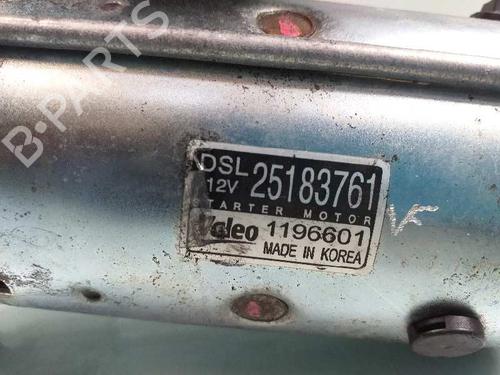 B-PARTS
DSL
12V 25183761
STARTER MOTOR
Valeo 1196601
MADE IN KOREA